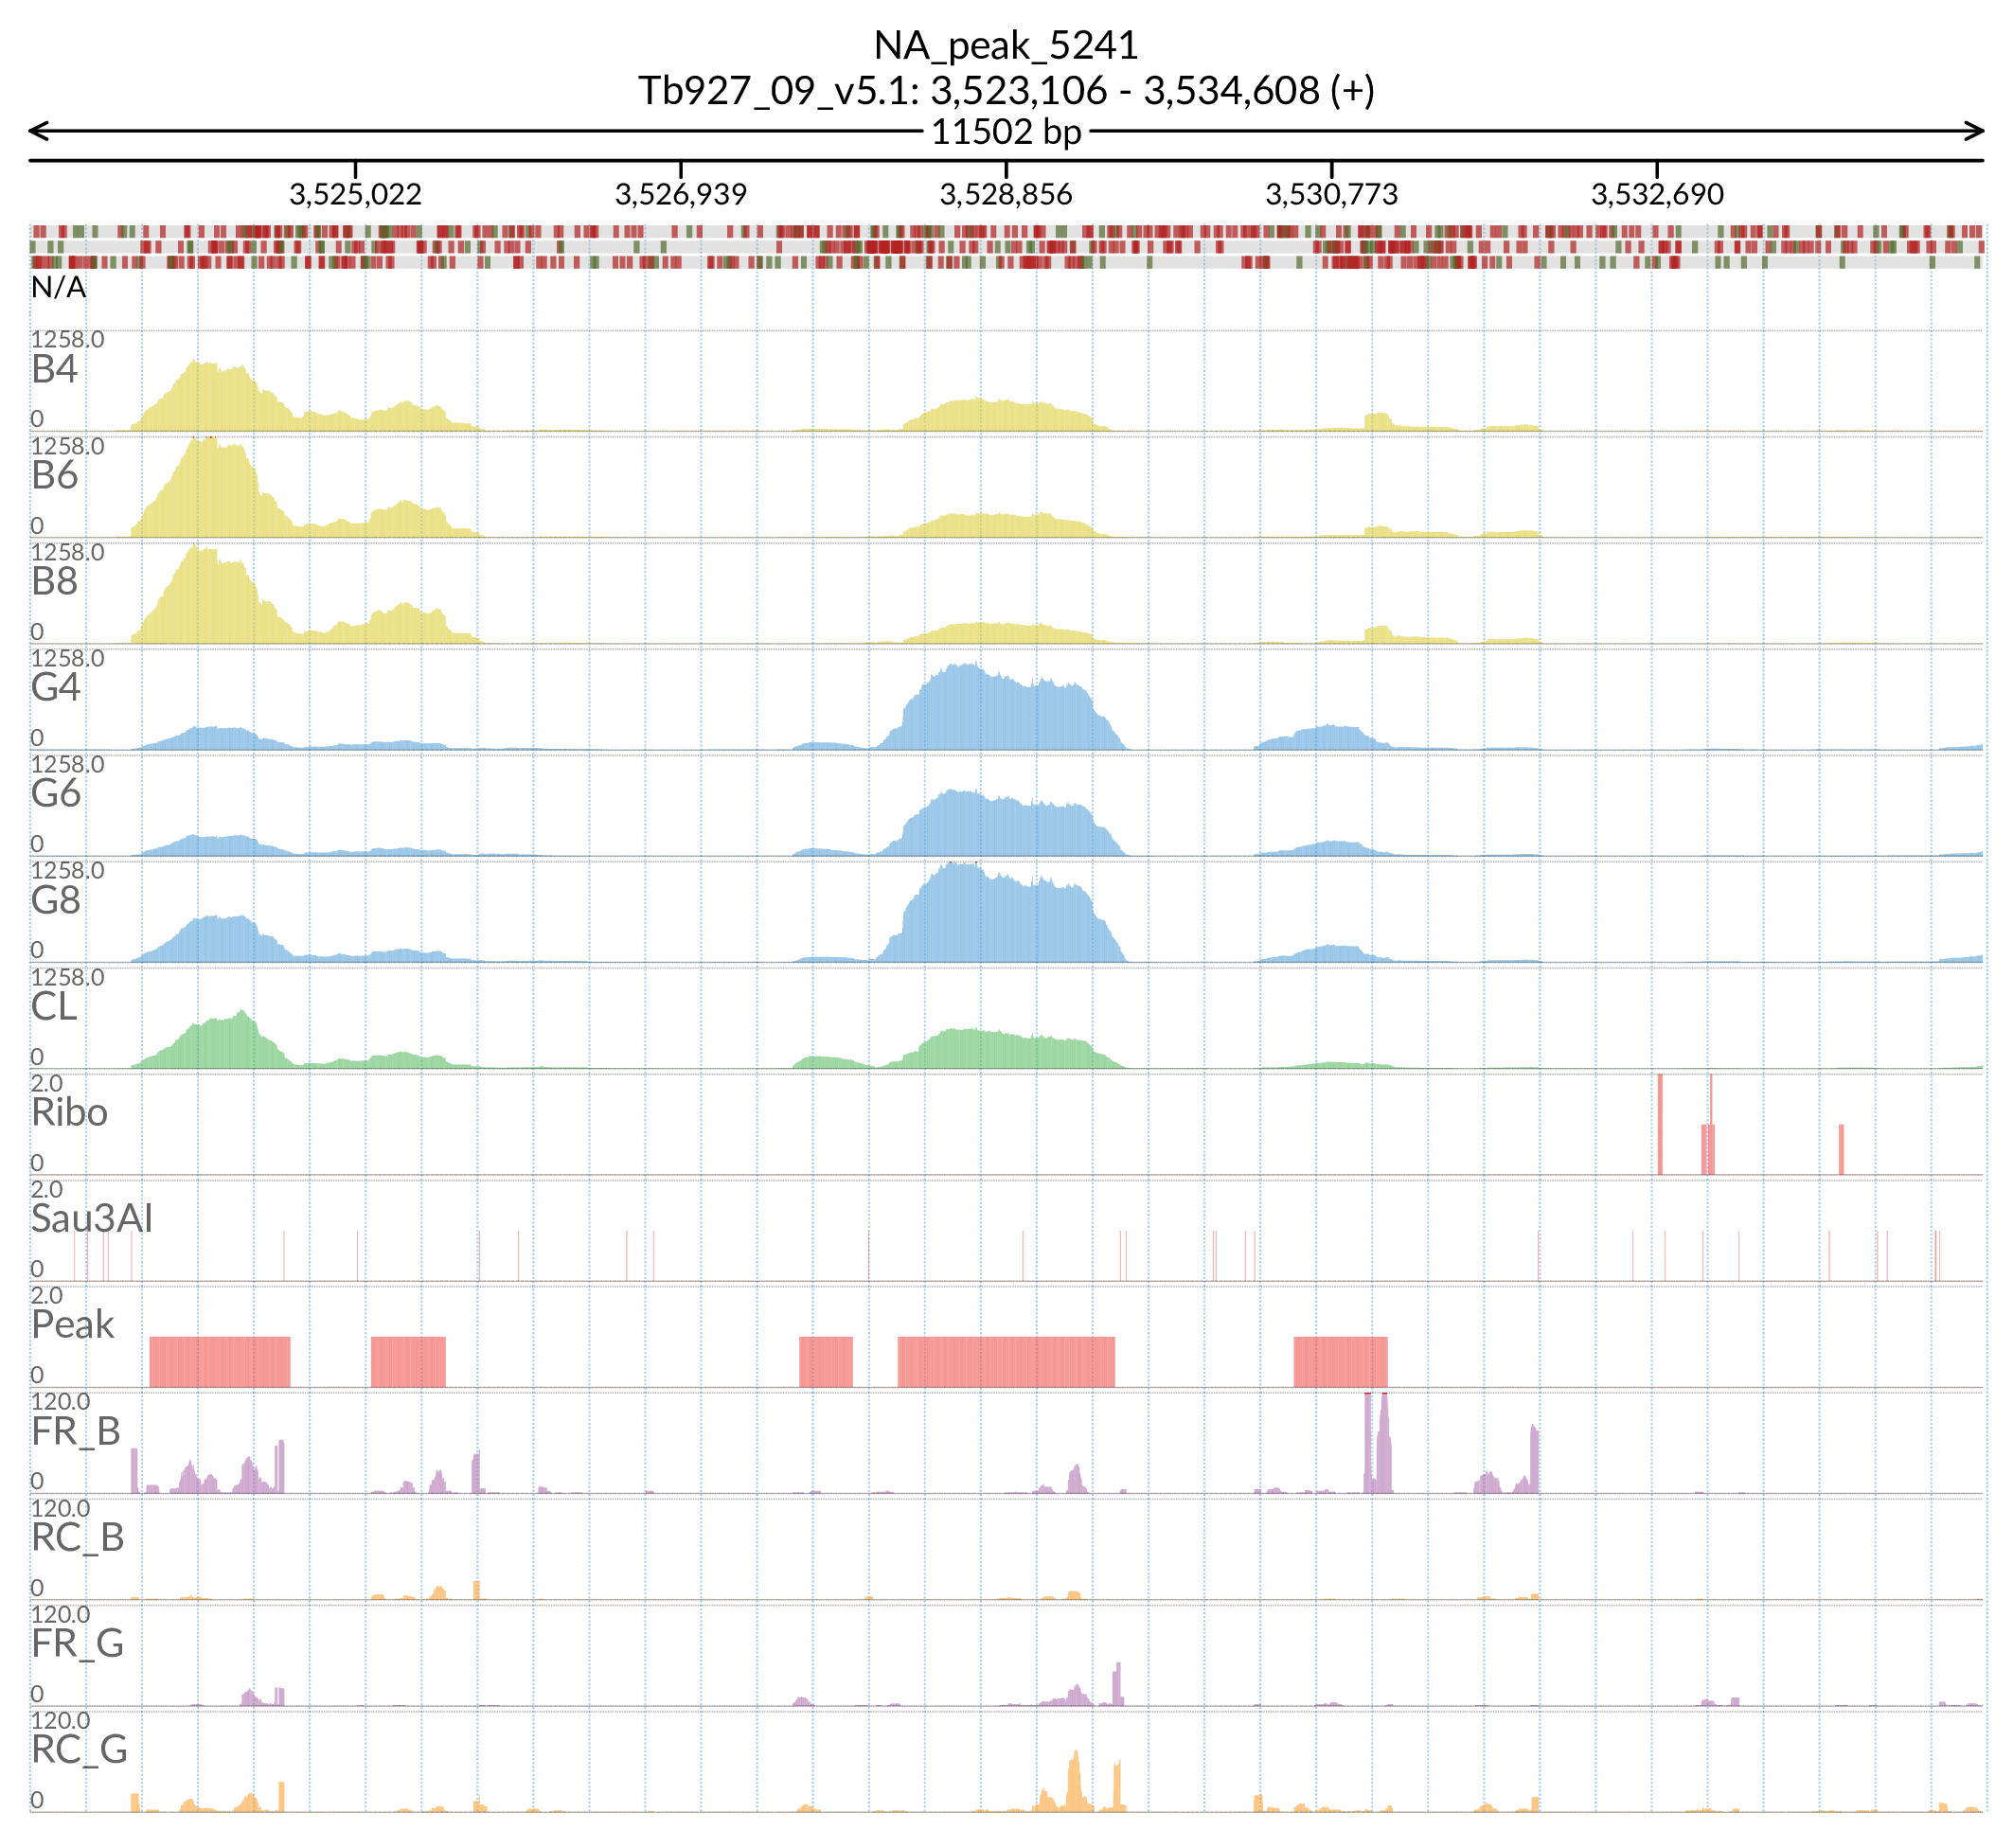 NA_peak_5241
Tb927_09_v5.1: 3,523,106 - 3,534,608 (+)
11502 bp
3,525,022 3,526,939 3,528,856 3,530,773 3,532,690
N/A
1258.0
B4
0
1258.0
B6
0
1258.0
B8
0
1258.0
G4
0
1258.0
G6
0
1258.0
G8
0
1258.0
CL
0
2.0
Ribo
0
2.0
Sau3AI
0
2.0
Peak
0
120.0
FR_B
0
120.0
RC_B
0
120.0
FR_G
0
120.0
RC_G
0